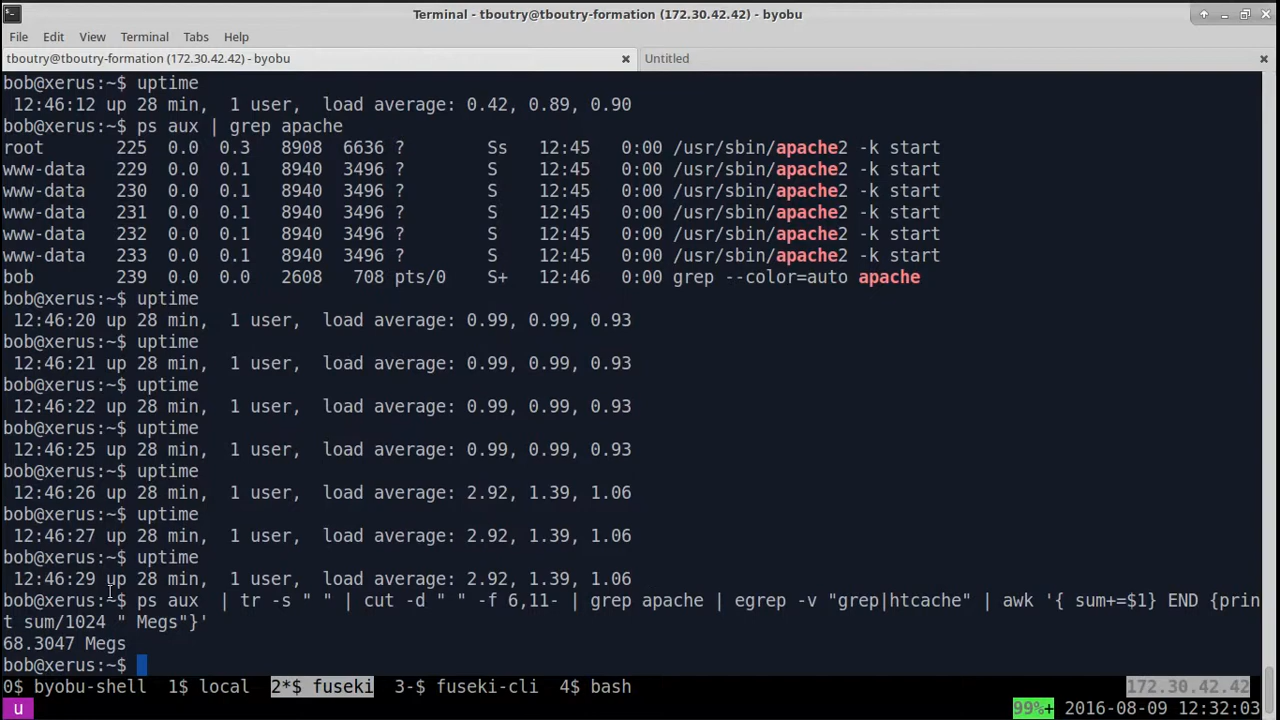 Terminal - tboutry@tboutry-formation (172.30.42.42) - byobu
File Edit View Terminal Tabs Help
tboutry@tboutry-formation (172.30.42.42) - byobu Untitled
bob@xerus:~$ uptime
 12:46:12 up 28 min,  1 user,  load average: 0.42, 0.89, 0.90
bob@xerus:~$ ps aux | grep apache
root       225  0.0  0.3   8908  6636 ?        Ss   12:45   0:00 /usr/sbin/apache2 -k start
www-data   229  0.0  0.1   8940  3496 ?        S    12:45   0:00 /usr/sbin/apache2 -k start
www-data   230  0.0  0.1   8940  3496 ?        S    12:45   0:00 /usr/sbin/apache2 -k start
www-data   231  0.0  0.1   8940  3496 ?        S    12:45   0:00 /usr/sbin/apache2 -k start
www-data   232  0.0  0.1   8940  3496 ?        S    12:45   0:00 /usr/sbin/apache2 -k start
www-data   233  0.0  0.1   8940  3496 ?        S    12:45   0:00 /usr/sbin/apache2 -k start
bob        239  0.0  0.0   2608   708 pts/0    S+   12:46   0:00 grep --color=auto apache
bob@xerus:~$ uptime
 12:46:20 up 28 min,  1 user,  load average: 0.99, 0.99, 0.93
bob@xerus:~$ uptime
 12:46:21 up 28 min,  1 user,  load average: 0.99, 0.99, 0.93
bob@xerus:~$ uptime
 12:46:22 up 28 min,  1 user,  load average: 0.99, 0.99, 0.93
bob@xerus:~$ uptime
 12:46:25 up 28 min,  1 user,  load average: 0.99, 0.99, 0.93
bob@xerus:~$ uptime
 12:46:26 up 28 min,  1 user,  load average: 2.92, 1.39, 1.06
bob@xerus:~$ uptime
 12:46:27 up 28 min,  1 user,  load average: 2.92, 1.39, 1.06
bob@xerus:~$ uptime
 12:46:29 up 28 min,  1 user,  load average: 2.92, 1.39, 1.06
bob@xerus:~$ ps aux  | tr -s " " | cut -d " " -f 6,11- | grep apache | egrep -v "grep|htcache" | awk '{ sum+=$1} END {prin
t sum/1024 " Megs"}'
68.3047 Megs
bob@xerus:~$
0$ byobu-shell  1$ local  2*$ fuseki  3-$ fuseki-cli  4$ bash 172.30.42.42
u 99%+ 2016-08-09 12:32:03